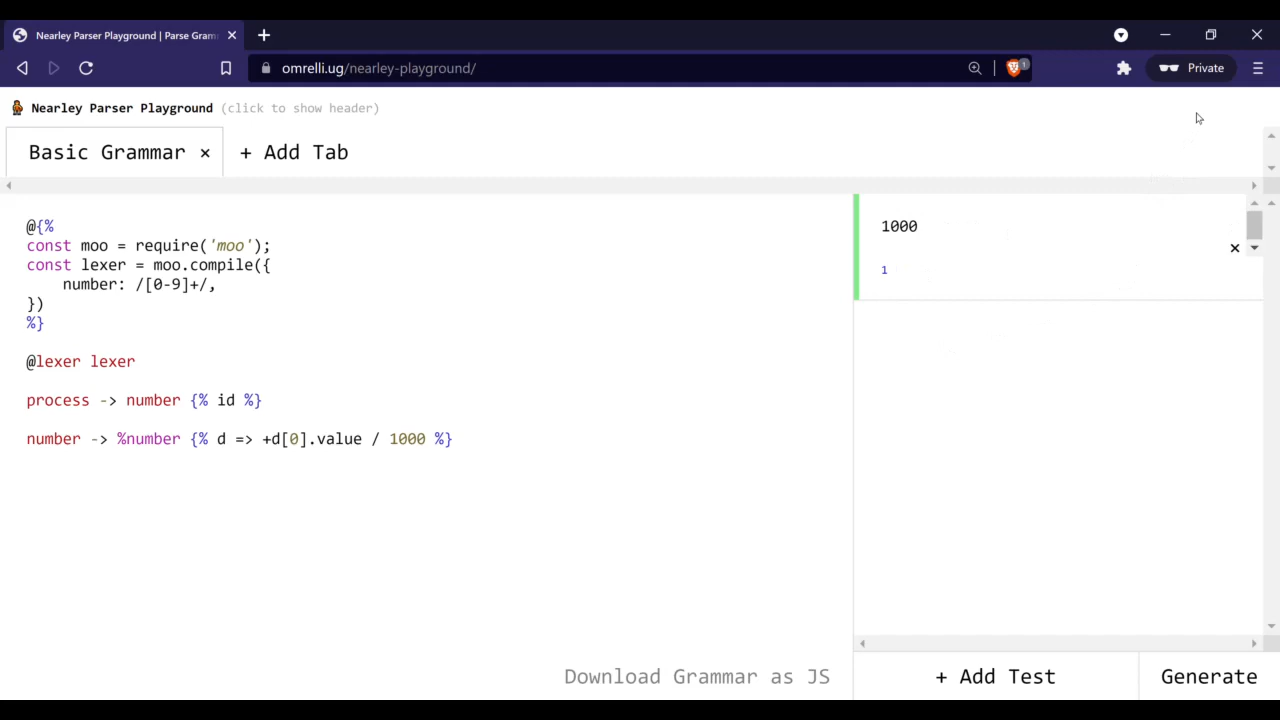 Nearley Parser Playground | Parse Gram
omrelli.ug/nearley-playground/
1
Private
Nearley Parser Playground (click to show header)
Basic Grammar × + Add Tab
@{%
const moo = require('moo');
const lexer = moo.compile({
    number: /[0-9]+/,
})
%}
@lexer lexer
process -> number {% id %}
number -> %number {% d => +d[0].value / 1000 %}
1000
1
Download Grammar as JS
+ Add Test
Generate